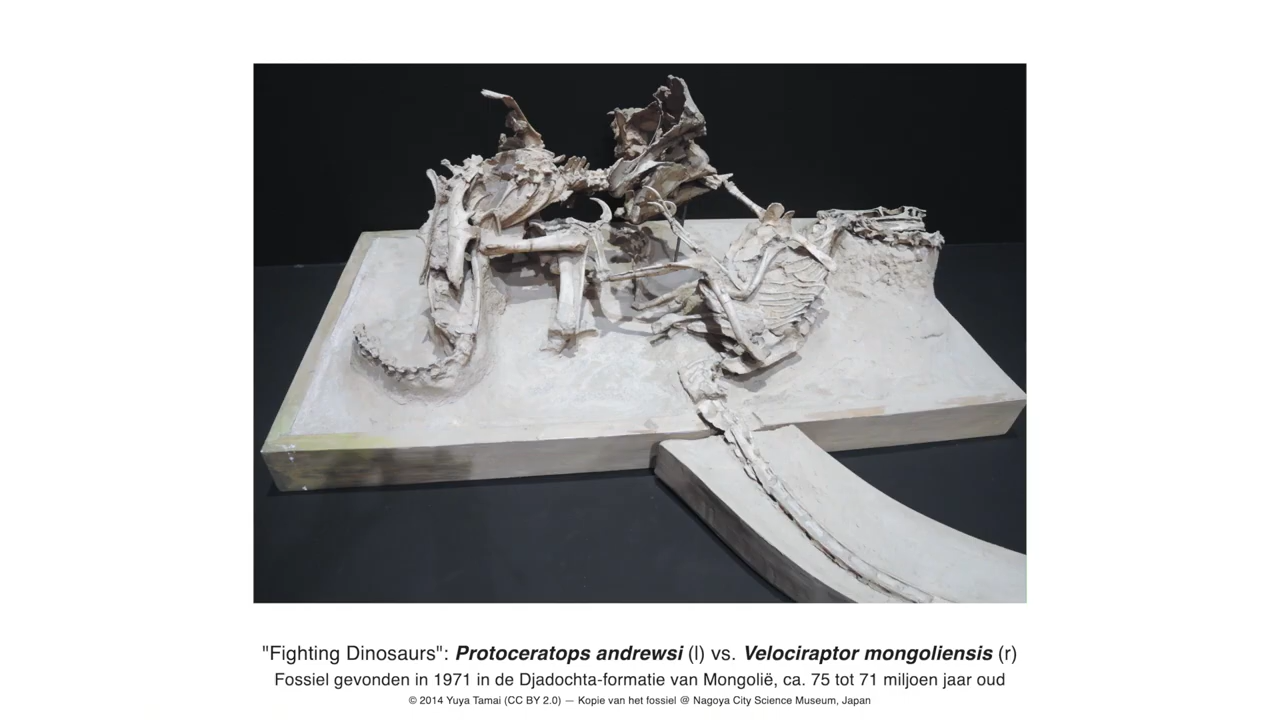 "Fighting Dinosaurs": Protoceratops andrewsi (l) vs. Velociraptor mongoliensis (r)
Fossiel gevonden in 1971 in de Djadochta-formatie van Mongolië, ca. 75 tot 71 miljoen jaar oud
© 2014 Yuya Tamai (CC BY 2.0) — Kopie van het fossiel @ Nagoya City Science Museum, Japan